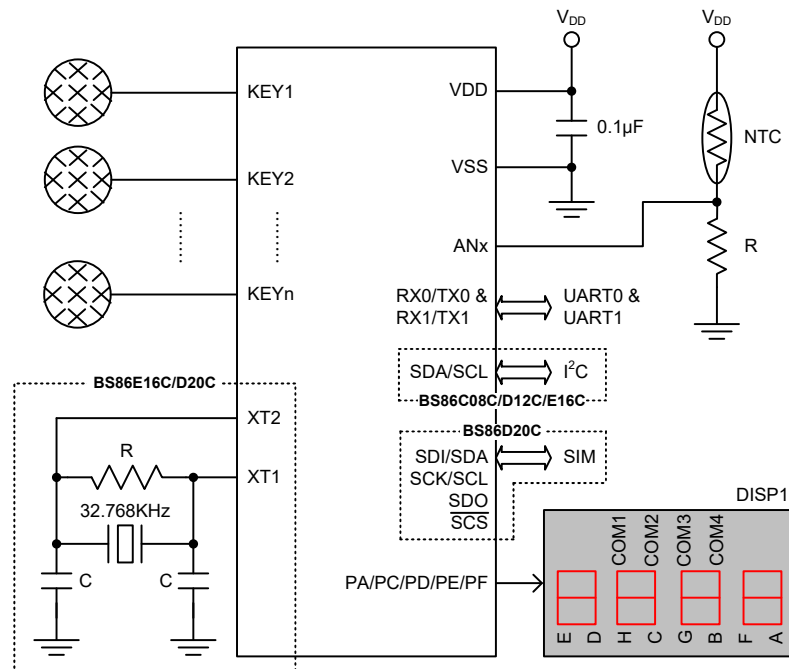 VDD
VDD
KEY1
VDD
0.1µF
NTC
KEY2
VSS
ANx
R
KEYn
RX0/TX0 &
RX1/TX1
UART0 &
UART1
SDA/SCL
I²C
BS86C08C/D12C/E16C
BS86E16C/D20C
XT2
BS86D20C
SDI/SDA
SIM
SCK/SCL
SDO
SCS
R
XT1
32.768KHz
C
C
PA/PC/PD/PE/PF
DISP1
COM1
COM2
COM3
COM4
E
D
H
C
G
B
F
A